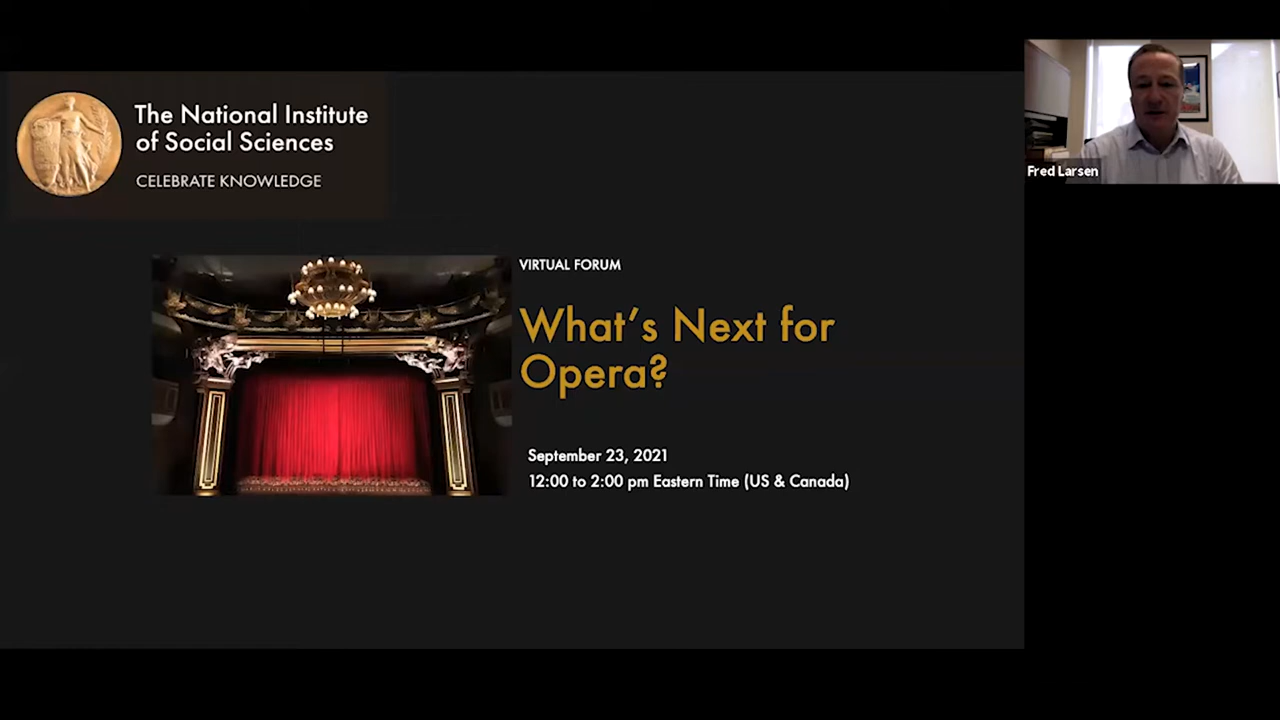 The National Institute
of Social Sciences
CELEBRATE KNOWLEDGE
Fred Larsen
VIRTUAL FORUM
What's Next for
Opera?
September 23, 2021
12:00 to 2:00 pm Eastern Time (US & Canada)